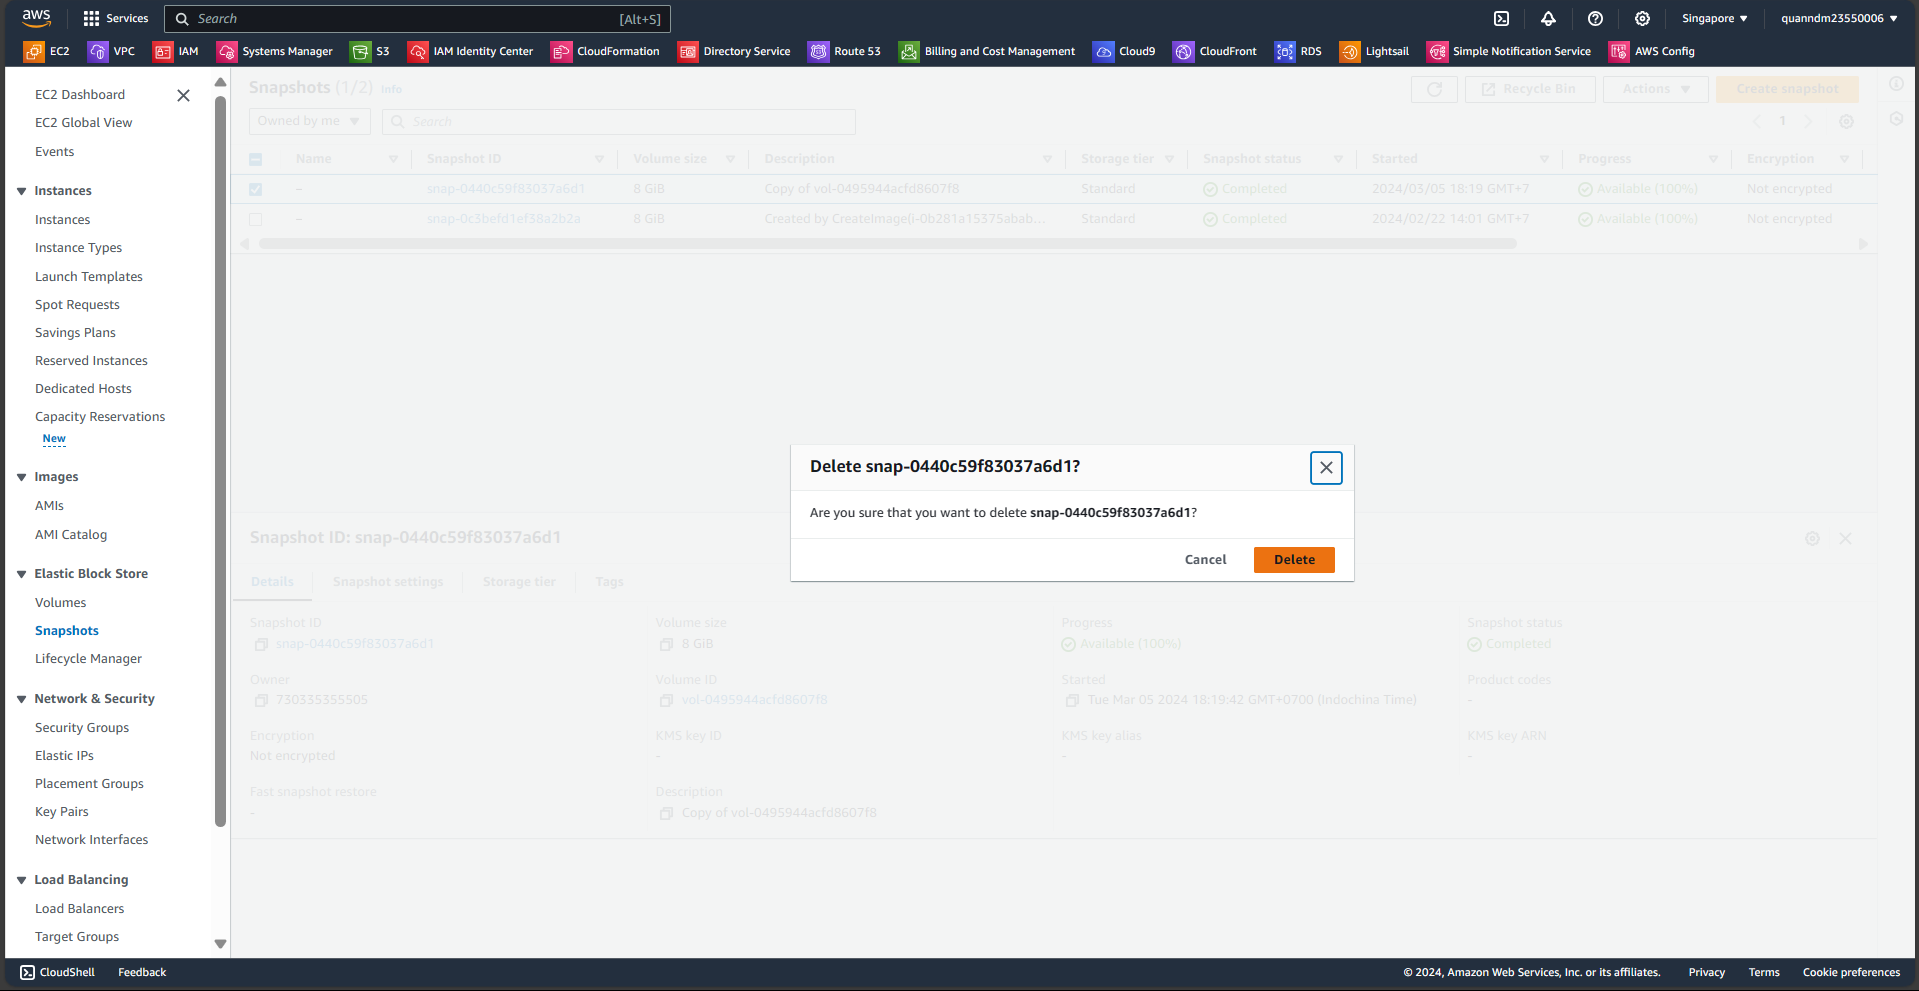 aws Services Search [Alt+S] Singapore quanndm23550006
EC2 VPC IAM Systems Manager S3 IAM Identity Center CloudFormation Directory Service Route 53 Billing and Cost Management Cloud9 CloudFront RDS Lightsail Simple Notification Service AWS Config
EC2 Dashboard
EC2 Global View
Events
Instances
Instances
Instance Types
Launch Templates
Spot Requests
Savings Plans
Reserved Instances
Dedicated Hosts
Capacity Reservations
New
Images
AMIs
AMI Catalog
Elastic Block Store
Volumes
Snapshots
Lifecycle Manager
Network & Security
Security Groups
Elastic IPs
Placement Groups
Key Pairs
Network Interfaces
Load Balancing
Load Balancers
Target Groups
Snapshots (1/2) Info Recycle Bin Actions Create snapshot
Owned by me Search 1
Name Snapshot ID Volume size Description Storage tier Snapshot status Started Progress Encryption
– snap-0440c59f83037a6d1 8 GiB Copy of vol-0495944acfd8607f8 Standard Completed 2024/03/05 18:19 GMT+7 Available (100%) Not encrypted
– snap-0c3befd1ef38a2b2a 8 GiB Created by CreateImage(i-0b281a15375abab... Standard Completed 2024/02/22 14:01 GMT+7 Available (100%) Not encrypted
Delete snap-0440c59f83037a6d1?
Are you sure that you want to delete snap-0440c59f83037a6d1?
Cancel Delete
Snapshot ID: snap-0440c59f83037a6d1
Details Snapshot settings Storage tier Tags
Snapshot ID Volume size Progress Snapshot status
snap-0440c59f83037a6d1 8 GiB Available (100%) Completed
Owner Volume ID Started Product codes
730335355505 vol-0495944acfd8607f8 Tue Mar 05 2024 18:19:42 GMT+0700 (Indochina Time) -
Encryption KMS key ID KMS key alias KMS key ARN
Not encrypted - - -
Fast snapshot restore Description
- Copy of vol-0495944acfd8607f8
CloudShell Feedback © 2024, Amazon Web Services, Inc. or its affiliates. Privacy Terms Cookie preferences